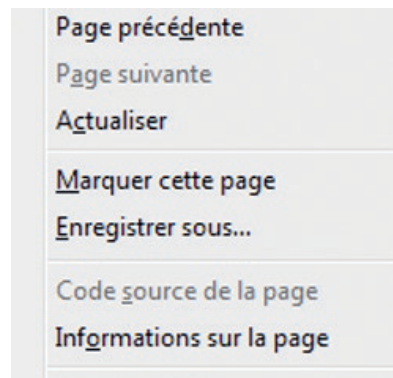 Page précédente
Page suivante
Actualiser
Marquer cette page
Enregistrer sous...
Code source de la page
Informations sur la page